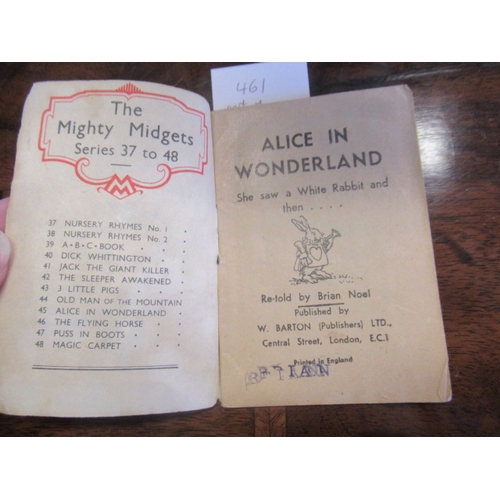 The
Mighty Midgets
Series 37 to 48
M
37 NURSERY RHYMES No. 1 .
38 NURSERY RHYMES No. 2 .
39 A•B•C•BOOK . . .
40 DICK WHITTINGTON . .
41 JACK THE GIANT KILLER .
42 THE SLEEPER AWAKENED .
43 3 LITTLE PIGS . . .
44 OLD MAN OF THE MOUNTAIN
45 ALICE IN WONDERLAND . .
46 THE FLYING HORSE . . .
47 PUSS IN BOOTS . . .
48 MAGIC CARPET . . .
461
ALICE IN
WONDERLAND
She saw a White Rabbit and
then . . . .
Re-told by Brian Noel
Published by
W. BARTON (Publishers) LTD.,
Central Street, London, E.C.1
Printed in England